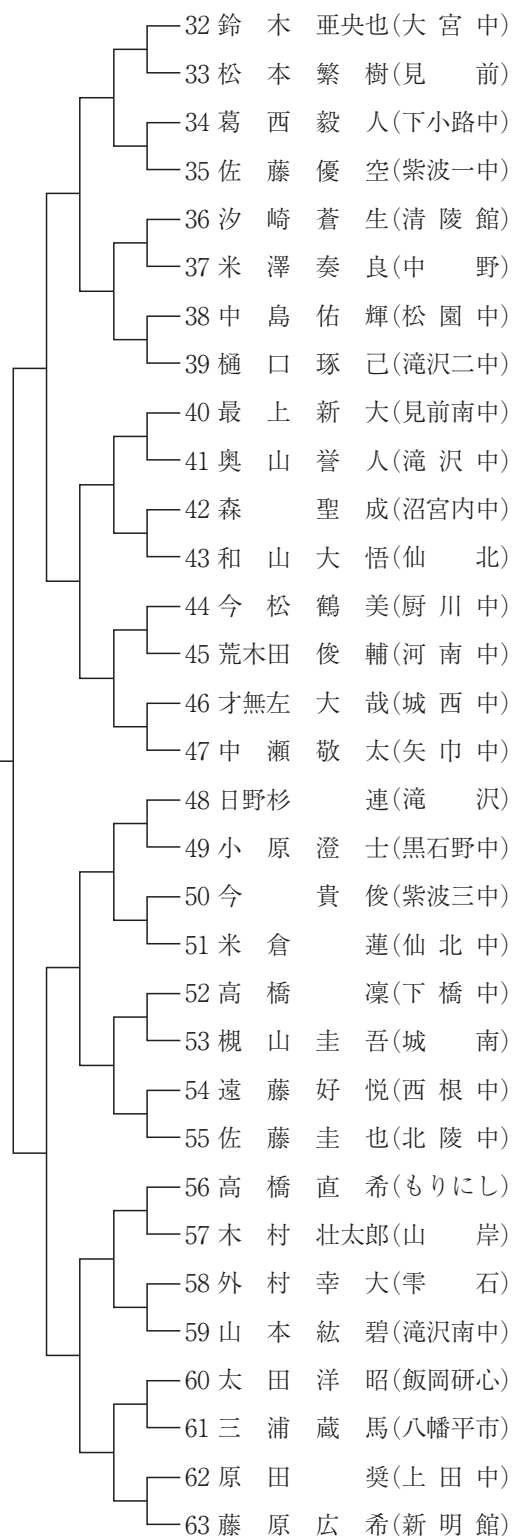 32 鈴木 亜央也(大宮中)
33 松本繁樹(見前)
34 葛西毅人(下小路中)
35 佐藤優空(紫波一中)
36 汐崎蒼生(清陵館)
37 米澤奏良(中野)
38 中島佑輝(松園中)
39 樋口琢己(滝沢二中)
40 最上新大(見前南中)
41 奥山誉人(滝沢中)
42 森 聖成(沼宮内中)
43 和山大悟(仙北)
44 今松鶴美(厨川中)
45 荒木田俊輔(河南中)
46 才無左大哉(城西中)
47 中瀬敬太(矢巾中)
48 日野杉 連(滝沢)
49 小原澄士(黒石野中)
50 今 貴俊(紫波三中)
51 米倉 蓮(仙北中)
52 高橋 凜(下橋中)
53 槻山圭吾(城南)
54 遠藤好悦(西根中)
55 佐藤圭也(北陵中)
56 高橋直希(もりにし)
57 木村壮太郎(山岸)
58 外村幸大(雫石)
59 山本紘碧(滝沢南中)
60 太田洋昭(飯岡研心)
61 三浦蔵馬(八幡平市)
62 原田 奨(上田中)
63 藤原広希(新明館)